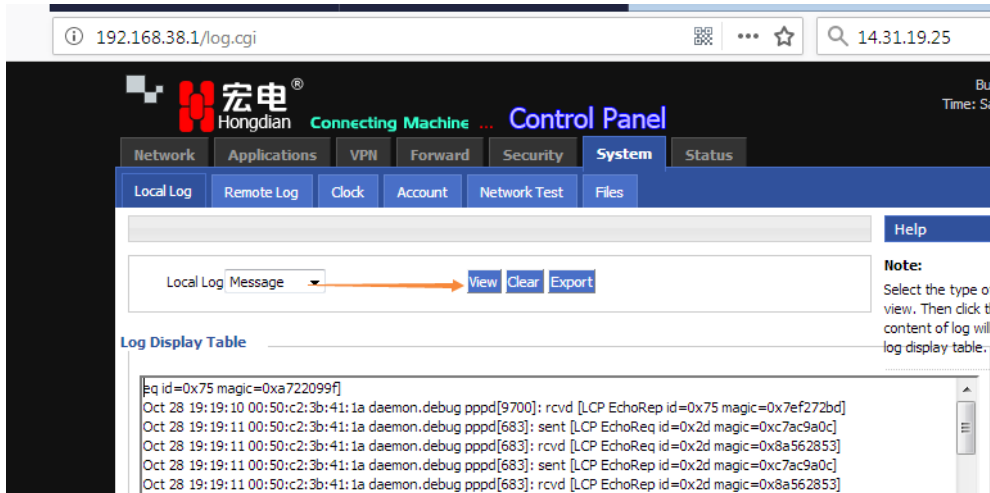 192.168.38.1/log.cgi
14.31.19.25
宏电®
Hongdian Connecting Machine ... Control Panel
Bu
Time: Sa
Network Applications VPN Forward Security System Status
Local Log Remote Log Clock Account Network Test Files
Help
Local Log Message View Clear Export
Note:
Select the type o
view. Then click t
content of log wil
log display table.
Log Display Table
eq id=0x75 magic=0xa722099f]
Oct 28 19:19:10 00:50:c2:3b:41:1a daemon.debug pppd[9700]: rcvd [LCP EchoRep id=0x75 magic=0x7ef272bd]
Oct 28 19:19:11 00:50:c2:3b:41:1a daemon.debug pppd[683]: sent [LCP EchoReq id=0x2d magic=0xc7ac9a0c]
Oct 28 19:19:11 00:50:c2:3b:41:1a daemon.debug pppd[683]: rcvd [LCP EchoReq id=0x2d magic=0x8a562853]
Oct 28 19:19:11 00:50:c2:3b:41:1a daemon.debug pppd[683]: sent [LCP EchoRep id=0x2d magic=0xc7ac9a0c]
Oct 28 19:19:11 00:50:c2:3b:41:1a daemon.debug pppd[683]: rcvd [LCP EchoRep id=0x2d magic=0x8a562853]